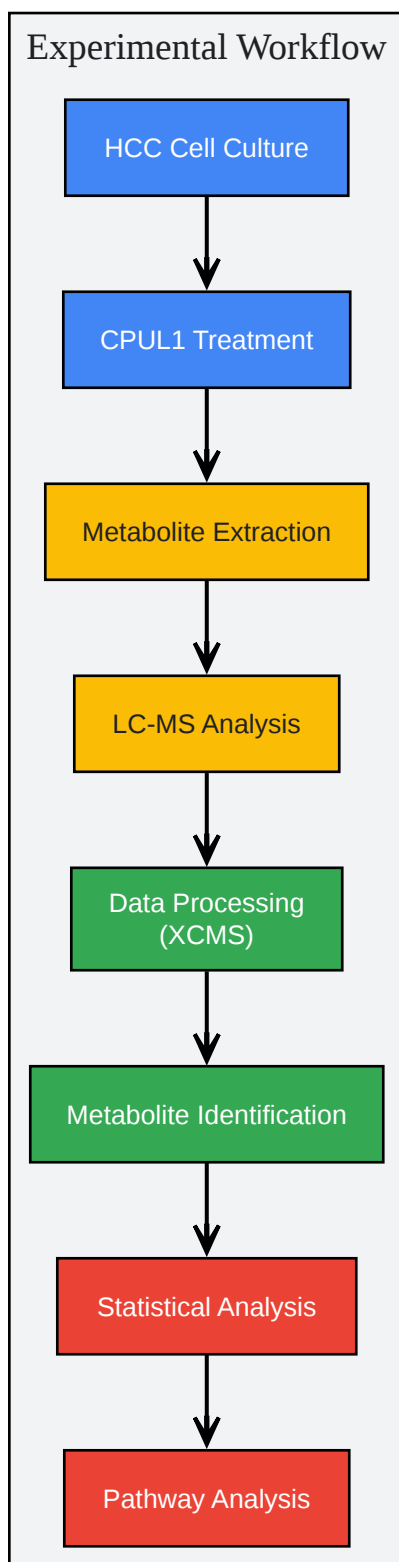 Experimental Workflow
HCC Cell Culture
CPUL1 Treatment
Metabolite Extraction
LC-MS Analysis
Data Processing
(XCMS)
Metabolite Identification
Statistical Analysis
Pathway Analysis